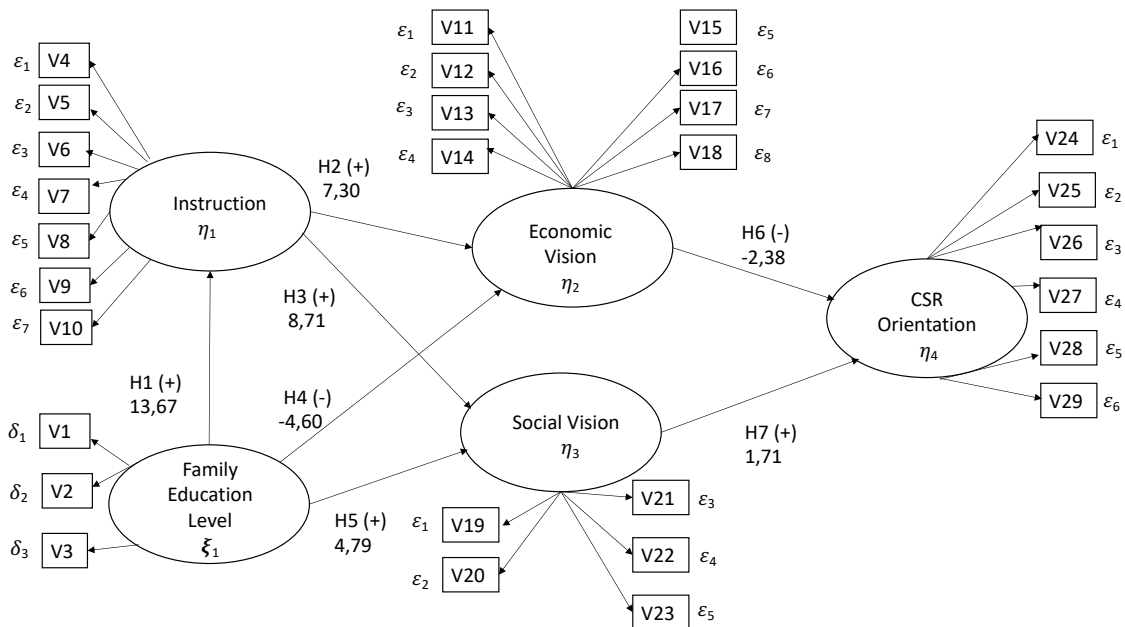 ε₁ V4
ε₂ V5
ε₃ V6
ε₄ V7
ε₅ V8
ε₆ V9
ε₇ V10
Instruction
η₁
H1 (+)
13,67
δ₁ V1
δ₂ V2
δ₃ V3
Family
Education
Level
ξ₁
H2 (+)
7,30
H3 (+)
8,71
H4 (-)
-4,60
H5 (+)
4,79
ε₁ V11
ε₂ V12
ε₃ V13
ε₄ V14
V15 ε₅
V16 ε₆
V17 ε₇
V18 ε₈
Economic
Vision
η₂
Social Vision
η₃
ε₁ V19
ε₂ V20
V21 ε₃
V22 ε₄
V23 ε₅
H6 (-)
-2,38
H7 (+)
1,71
CSR
Orientation
η₄
V24 ε₁
V25 ε₂
V26 ε₃
V27 ε₄
V28 ε₅
V29 ε₆